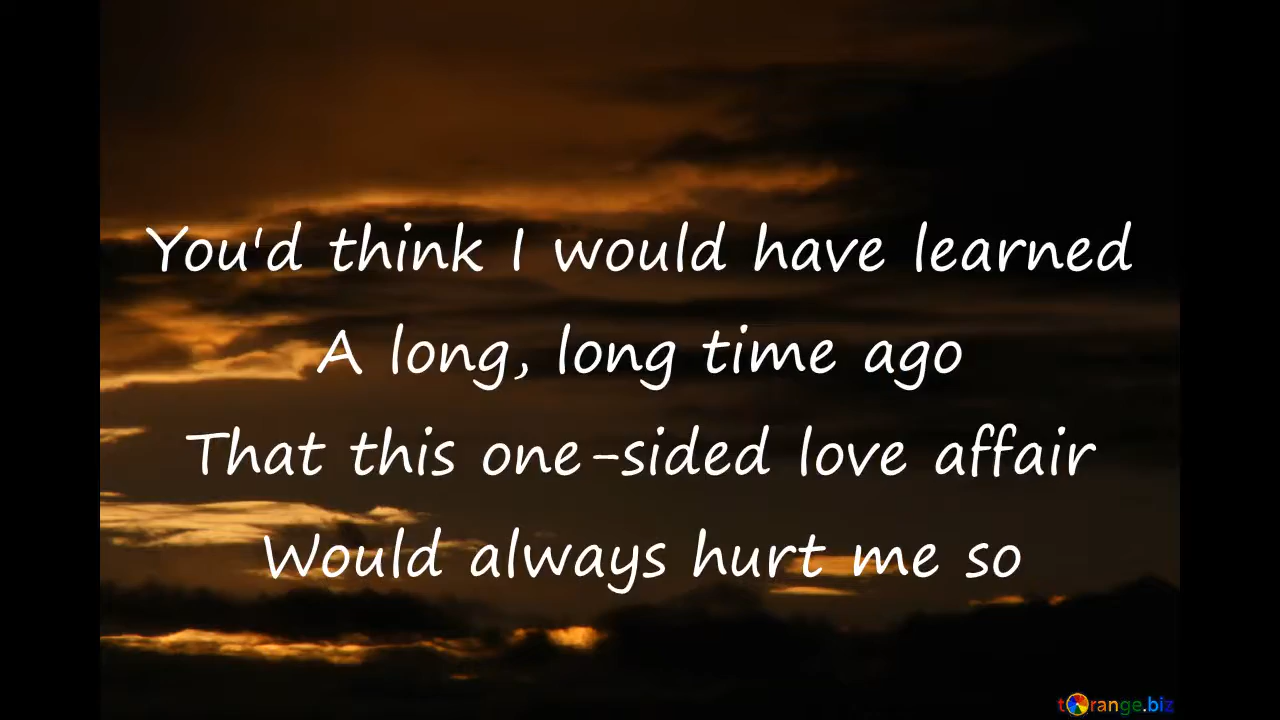 You'd think I would have learned
A long, long time ago
That this one-sided love affair
Would always hurt me so
torange.biz